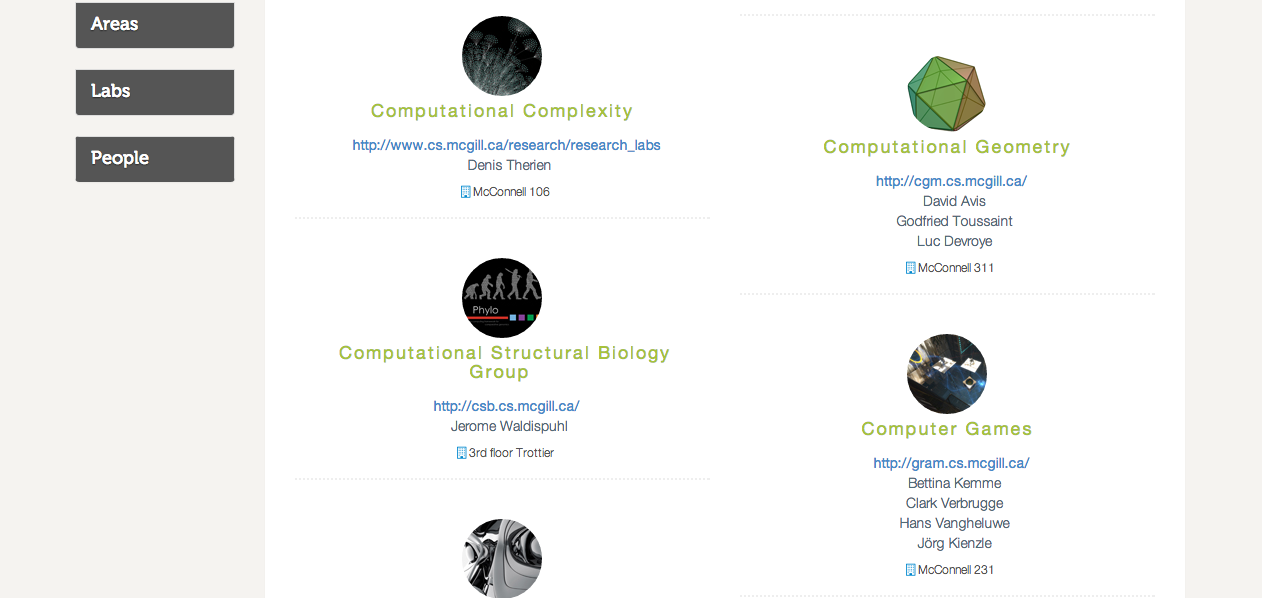 Areas
Labs
People
Computational Complexity
http://www.cs.mcgill.ca/research/research_labs
Denis Therien
McConnell 106
Phylo
Computational Structural Biology
Group
http://csb.cs.mcgill.ca/
Jerome Waldispuhl
3rd floor Trottier
Computational Geometry
http://cgm.cs.mcgill.ca/
David Avis
Godfried Toussaint
Luc Devroye
McConnell 311
Computer Games
http://gram.cs.mcgill.ca/
Bettina Kemme
Clark Verbrugge
Hans Vangheluwe
Jörg Kienzle
McConnell 231